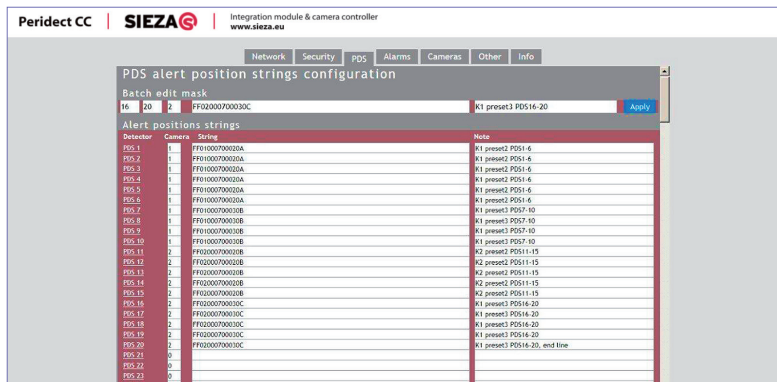 Peridect CC
SIEZA
Integration module & camera controller
www.sieza.eu
Network Security PDS Alarms Cameras Other Info
PDS alert position strings configuration
Batch edit mask
16 20 2 FF02000700030C K1 preset3 PDS16-20 Apply
Alert positions strings
Detector Camera String Note
PDS 1 1 FF01000700020A K1 preset2 PDS1-6
PDS 2 1 FF01000700020A K1 preset2 PDS1-6
PDS 3 1 FF01000700020A K1 preset2 PDS1-6
PDS 4 1 FF01000700020A K1 preset2 PDS1-6
PDS 5 1 FF01000700020A K1 preset2 PDS1-6
PDS 6 1 FF01000700020A K1 preset2 PDS1-6
PDS 7 1 FF01000700030B K1 preset3 PDS7-10
PDS 8 1 FF01000700030B K1 preset3 PDS7-10
PDS 9 1 FF01000700030B K1 preset3 PDS7-10
PDS 10 1 FF01000700030B K1 preset3 PDS7-10
PDS 11 2 FF02000700020B K2 preset2 PDS11-15
PDS 12 2 FF02000700020B K2 preset2 PDS11-15
PDS 13 2 FF02000700020B K2 preset2 PDS11-15
PDS 14 2 FF02000700020B K2 preset2 PDS11-15
PDS 15 2 FF02000700020B K2 preset2 PDS11-15
PDS 16 2 FF02000700030C K1 preset3 PDS16-20
PDS 17 2 FF02000700030C K1 preset3 PDS16-20
PDS 18 2 FF02000700030C K1 preset3 PDS16-20
PDS 19 2 FF02000700030C K1 preset3 PDS16-20
PDS 20 2 FF02000700030C K1 preset3 PDS16-20, end line
PDS 21 0
PDS 22 0
PDS 23 0